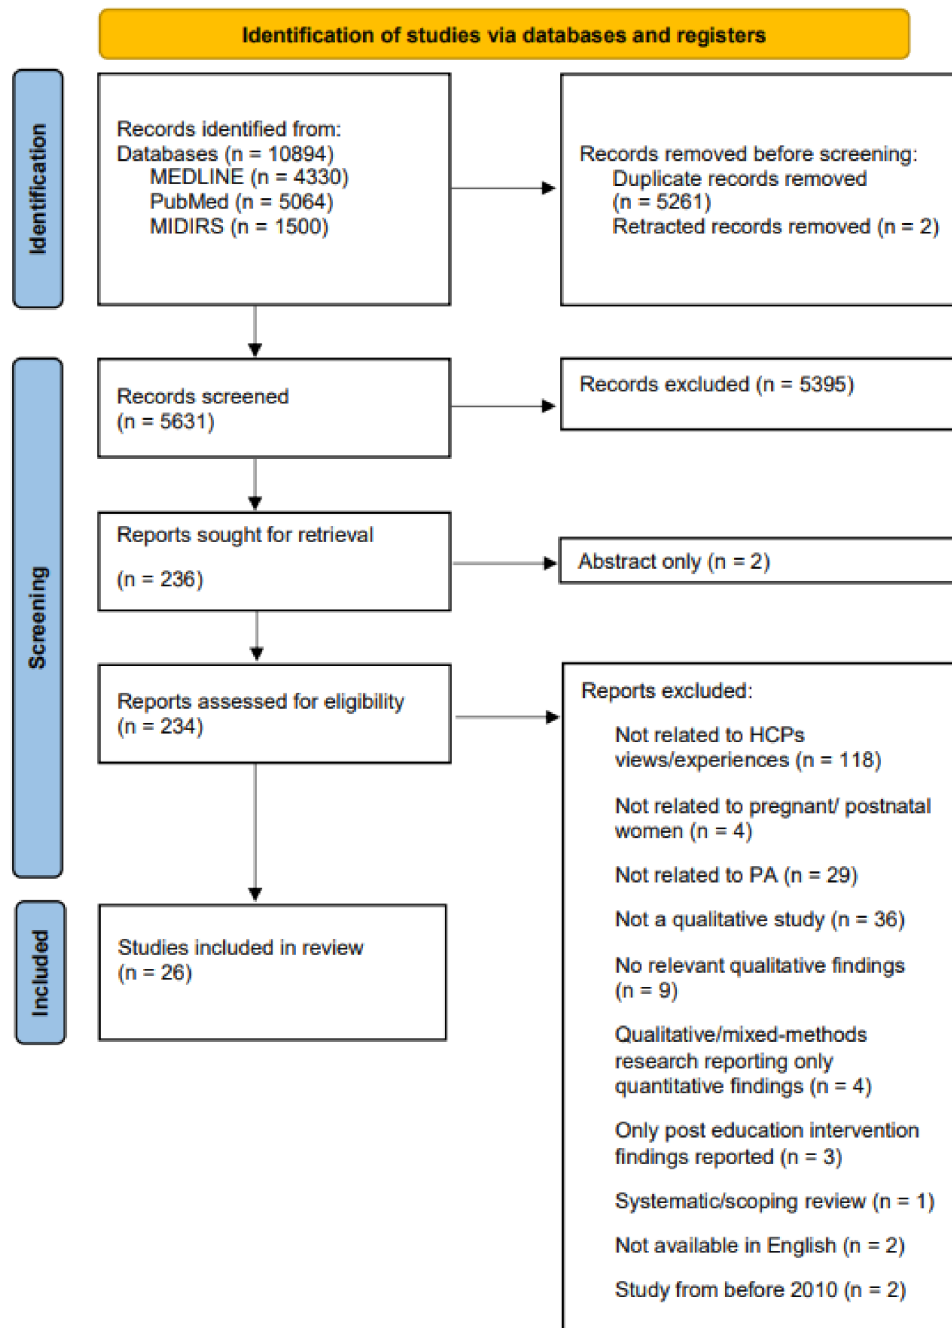 Identification of studies via databases and registers
Identification
Records identified from:
Databases (n = 10894)
MEDLINE (n = 4330)
PubMed (n = 5064)
MIDIRS (n = 1500)
Records removed before screening:
Duplicate records removed
(n = 5261)
Retracted records removed (n = 2)
Screening
Records screened
(n = 5631)
Records excluded (n = 5395)
Reports sought for retrieval
(n = 236)
Abstract only (n = 2)
Reports assessed for eligibility
(n = 234)
Reports excluded:
Not related to HCPs
views/experiences (n = 118)
Not related to pregnant/ postnatal
women (n = 4)
Not related to PA (n = 29)
Not a qualitative study (n = 36)
No relevant qualitative findings
(n = 9)
Qualitative/mixed-methods
research reporting only
quantitative findings (n = 4)
Only post education intervention
findings reported (n = 3)
Systematic/scoping review (n = 1)
Not available in English (n = 2)
Study from before 2010 (n = 2)
Included
Studies included in review
(n = 26)